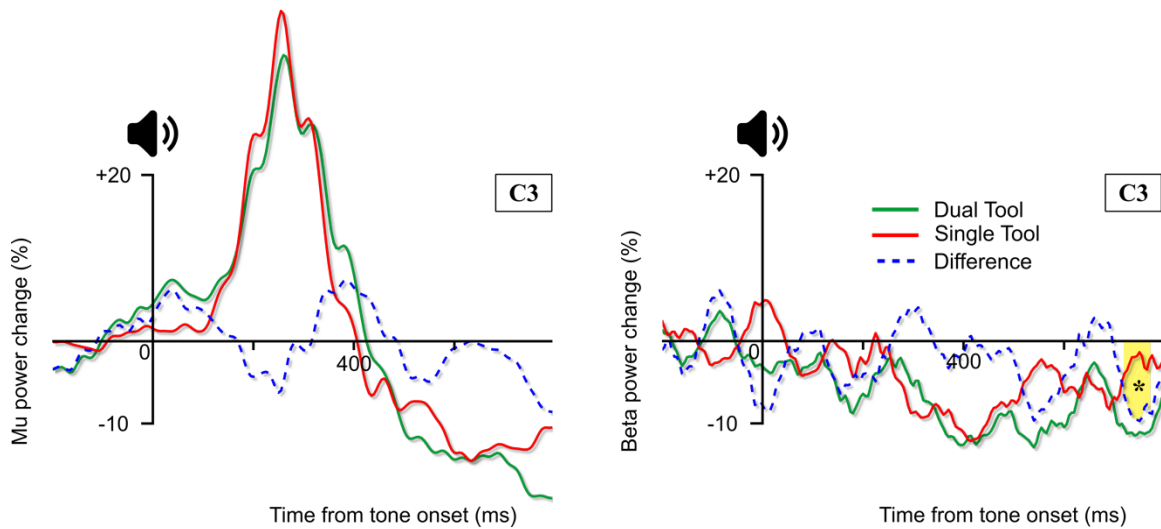 +20
C3
Mu power change (%)
0
400
-10
Time from tone onset (ms)
+20
C3
Dual Tool
Single Tool
Difference
Beta power change (%)
0
400
*
-10
Time from tone onset (ms)